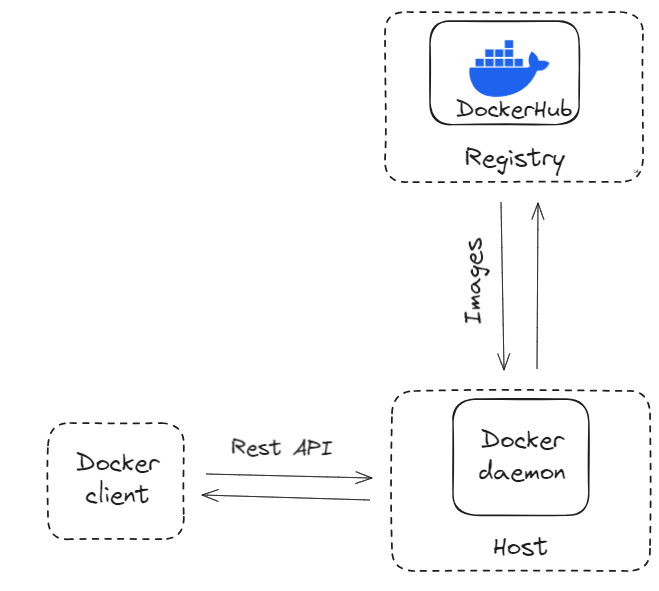 DockerHub
Registry
Images
Rest API
Docker
client
Docker
daemon
Host